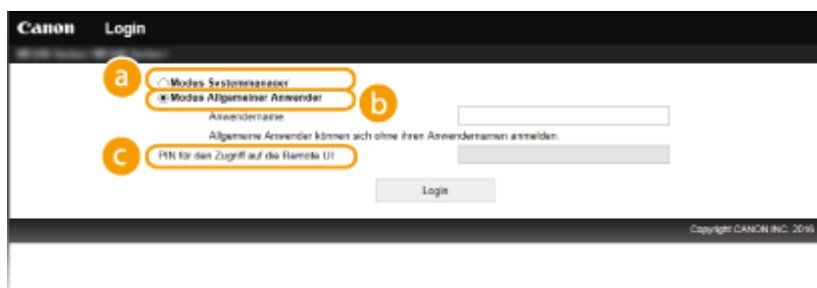 Canon Login
a Modus Systemmanager
Modus Allgemeiner Anwender b
Anwendername:
Allgemeine Anwender können sich ohne ihren Anwendernamen anmelden.
c PIN für den Zugriff auf die Remote UI:
Login
Copyright CANON INC. 2016